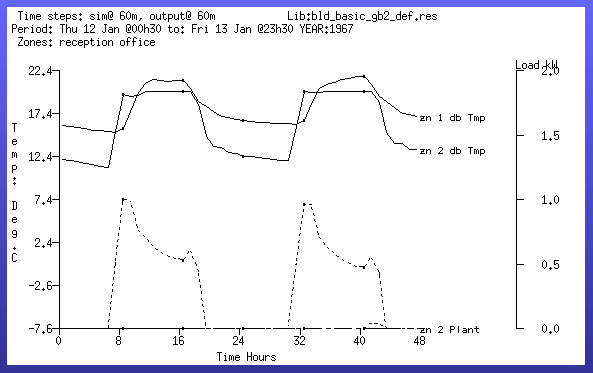 Time steps: sim@ 60m, output@ 60m Lib:bld_basic_gb2_def.res
Period: Thu 12 Jan @00h30 to: Fri 13 Jan @23h30 YEAR:1967
Zones: reception office
Load kW
22.4
2.0
17.4
zn 1 db Tmp
1.5
12.4
zn 2 db Tmp
Temp: Deg.C
7.4
1.0
2.4
-2.6
0.5
-7.6
zn 2 Plant
0.0
0 8 16 24 32 40 48
Time Hours